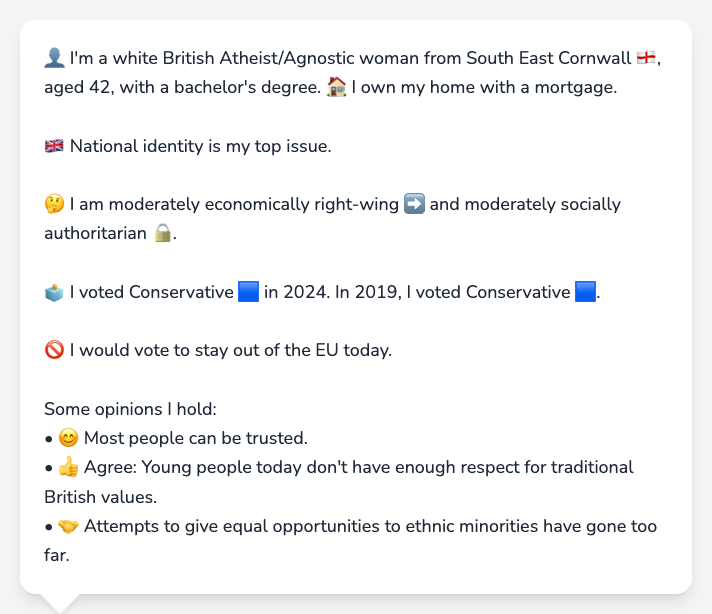 👤 I'm a white British Atheist/Agnostic woman from South East Cornwall 🏴󠁧󠁢󠁥󠁮󠁧󠁿,
aged 42, with a bachelor's degree. 🏠 I own my home with a mortgage.
🇬🇧 National identity is my top issue.
🤔 I am moderately economically right-wing ➡️ and moderately socially
authoritarian 🔒.
🗳️ I voted Conservative 🟦 in 2024. In 2019, I voted Conservative 🟦.
🚫 I would vote to stay out of the EU today.
Some opinions I hold:
• 😊 Most people can be trusted.
• 👍 Agree: Young people today don't have enough respect for traditional
British values.
• 🤝 Attempts to give equal opportunities to ethnic minorities have gone too
far.